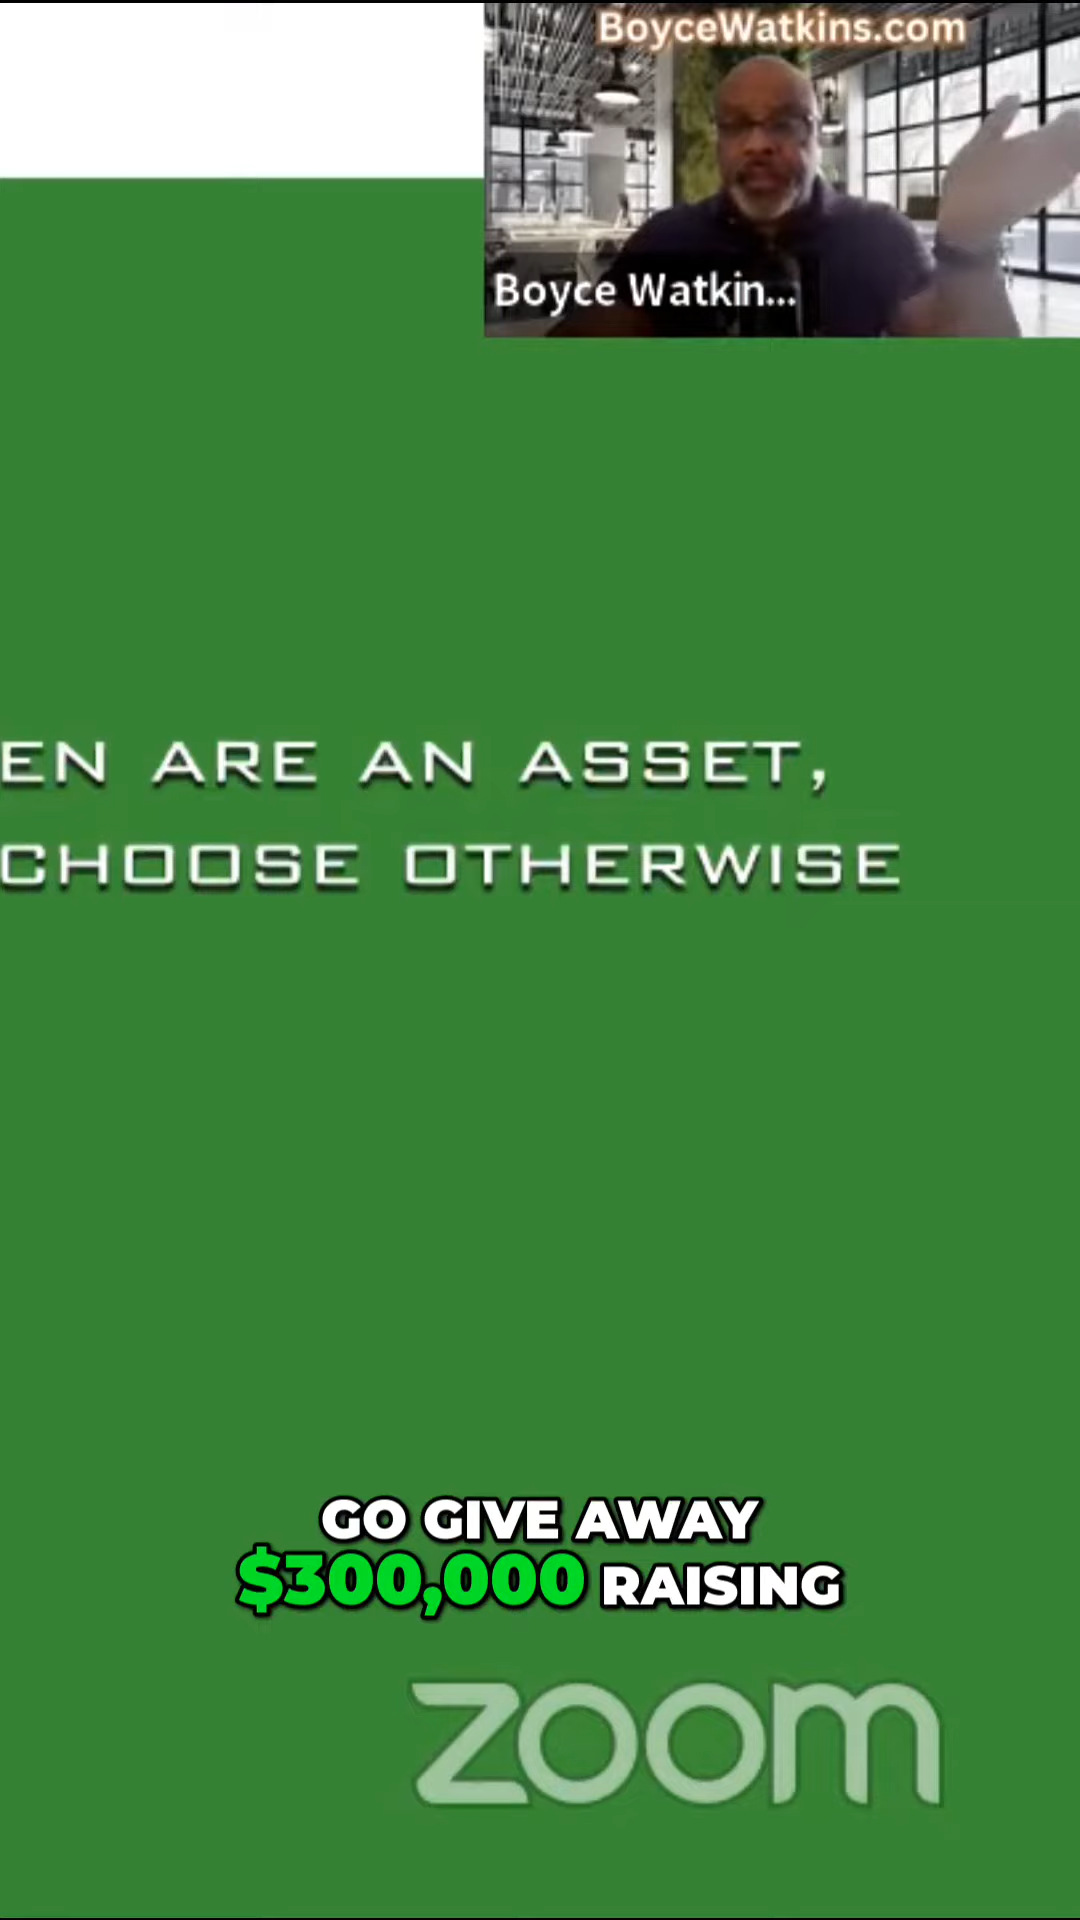 BoyceWatkins.com
Boyce Watkin...
EN ARE AN ASSET,
CHOOSE OTHERWISE
GO GIVE AWAY
$300,000 RAISING
zoom